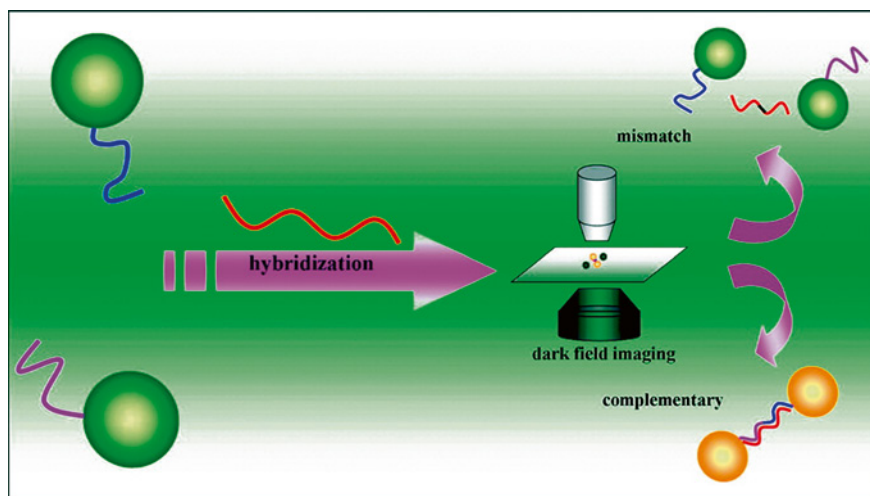 mismatch
hybridization
dark field imaging
complementary